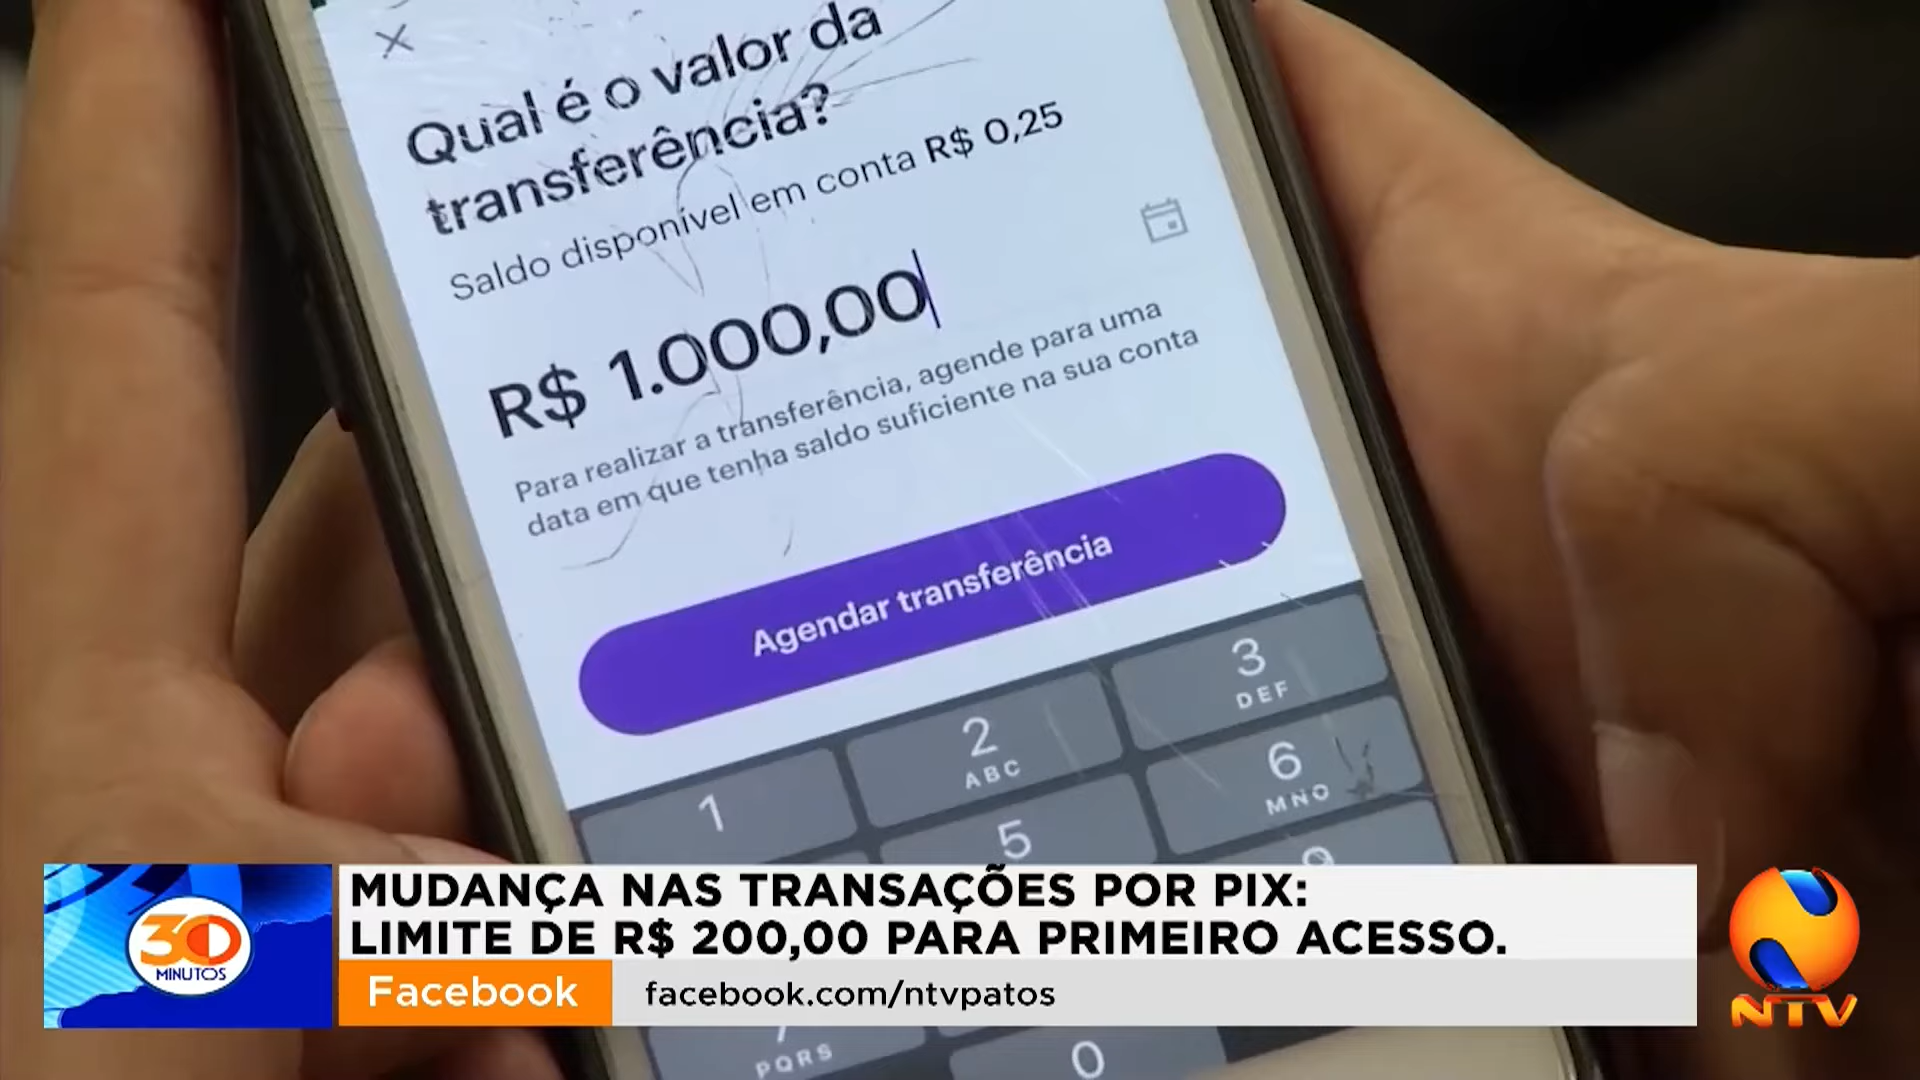 Qual é o valor da
transferência?
Saldo disponível em conta R$ 0,25
R$ 1.000,00
Para realizar a transferência, agende para uma
data em que tenha saldo suficiente na sua conta
Agendar transferência
1
2
ABC
3
DEF
5
6
MNO
9
PQRS
0
30
MINUTOS
MUDANÇA NAS TRANSAÇÕES POR PIX:
LIMITE DE R$ 200,00 PARA PRIMEIRO ACESSO.
Facebook
facebook.com/ntvpatos
NTV